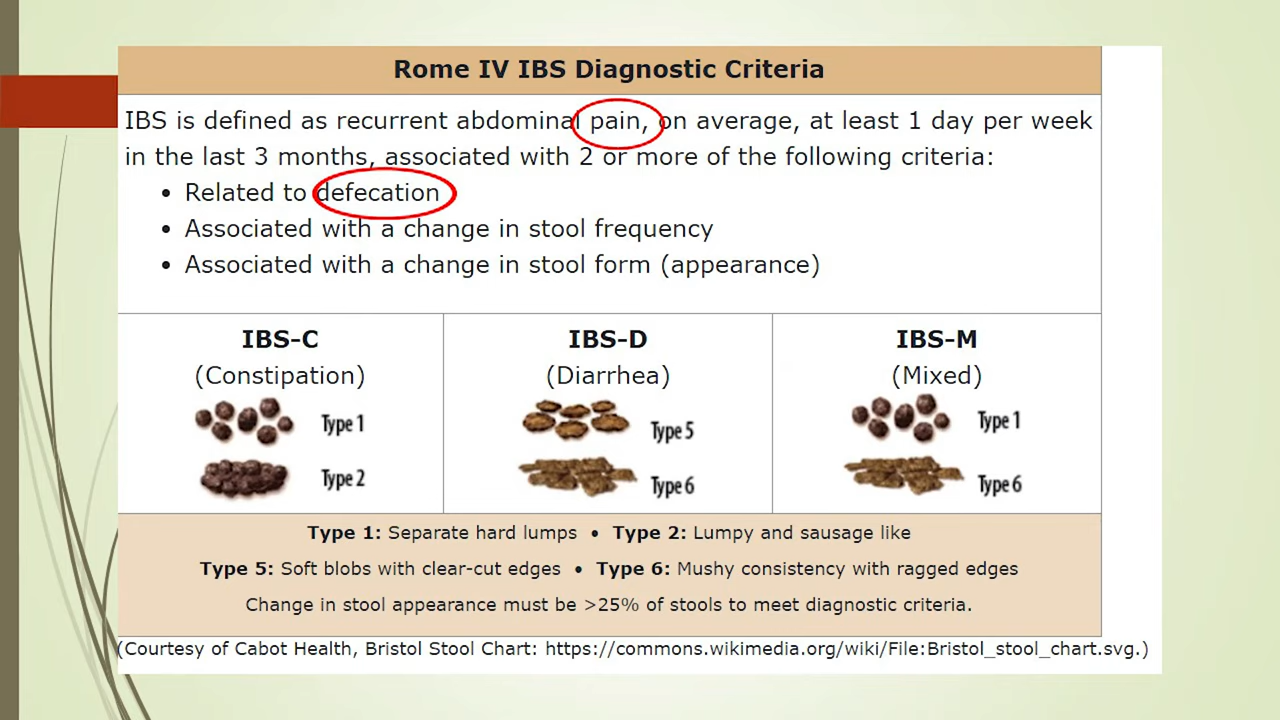 Rome IV IBS Diagnostic Criteria
IBS is defined as recurrent abdominal pain, on average, at least 1 day per week
in the last 3 months, associated with 2 or more of the following criteria:
• Related to defecation
• Associated with a change in stool frequency
• Associated with a change in stool form (appearance)
IBS-C
(Constipation)
Type 1
Type 2
IBS-D
(Diarrhea)
Type 5
Type 6
IBS-M
(Mixed)
Type 1
Type 6
Type 1: Separate hard lumps • Type 2: Lumpy and sausage like
Type 5: Soft blobs with clear-cut edges • Type 6: Mushy consistency with ragged edges
Change in stool appearance must be >25% of stools to meet diagnostic criteria.
(Courtesy of Cabot Health, Bristol Stool Chart: https://commons.wikimedia.org/wiki/File:Bristol_stool_chart.svg.)